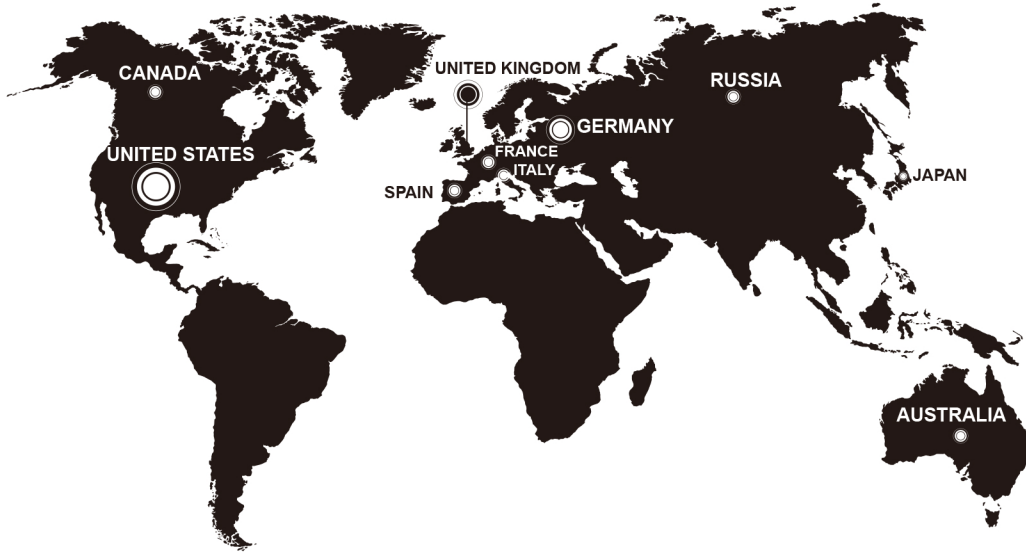 UNITED KINGDOM
CANADA
RUSSIA
GERMANY
UNITED STATES
FRANCE
ITALY
JAPAN
SPAIN
AUSTRALIA